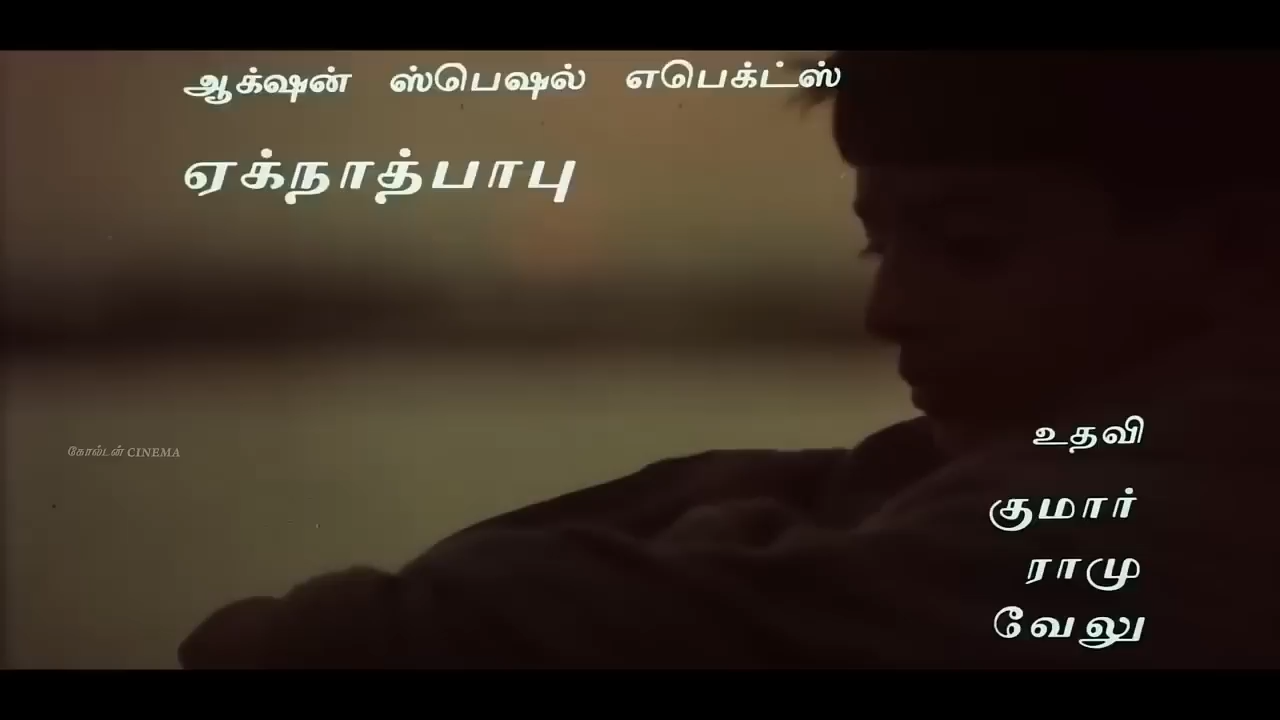 ஆக்ஷன் ஸ்பெஷல் எபெக்ட்ஸ்
ஏக்நாத்பாபு
கோல்டன் CINEMA
உதவி
குமார்
ராமு
வேலு